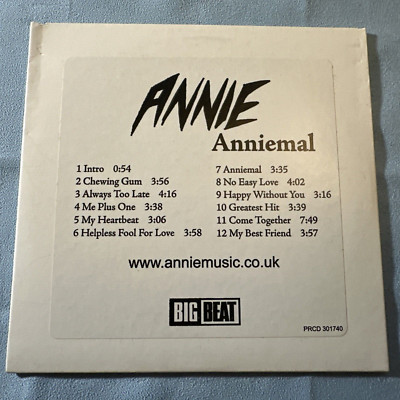 ANNIE
Anniemal
1 Intro 0:54
2 Chewing Gum 3:56
3 Always Too Late 4:16
4 Me Plus One 3:38
5 My Heartbeat 3:06
6 Helpless Fool For Love 3:58
7 Anniemal 3:35
8 No Easy Love 4:02
9 Happy Without You 3:16
10 Greatest Hit 3:39
11 Come Together 7:49
12 My Best Friend 3:57
www.anniemusic.co.uk
BIG BEAT
PRCD 301740